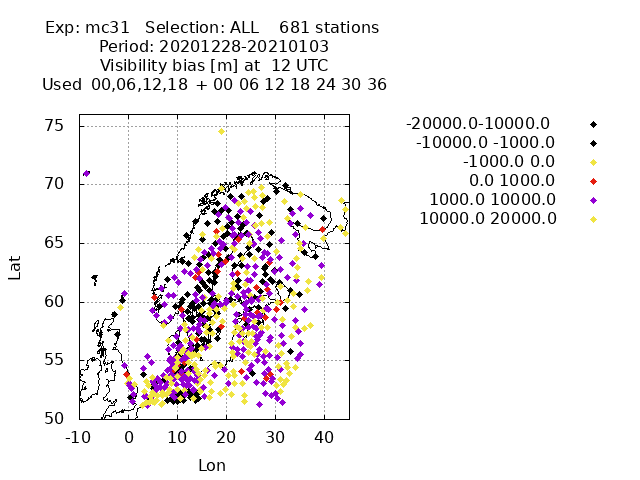 Exp: mc31   Selection: ALL    681 stations
Period: 20201228-20210103
Visibility bias [m] at  12 UTC
Used  00,06,12,18  + 00 06 12 18 24 30 36
-20000.0-10000.0
-10000.0 -1000.0
-1000.0 0.0
0.0 1000.0
1000.0 10000.0
10000.0 20000.0
75
70
65
60
55
50
Lat
-10 0 10 20 30 40
Lon